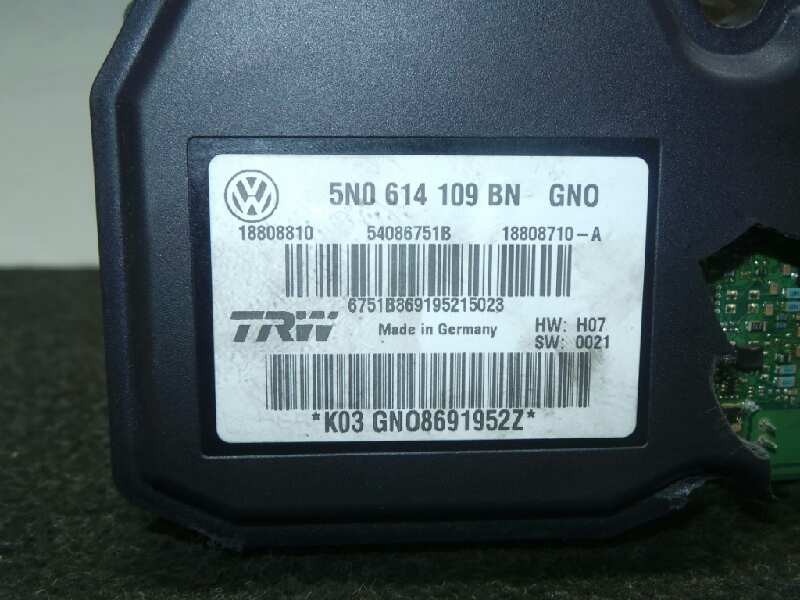 5N0 614 109 BN GNO
18808810 54086751B 18808710-A
6751B869195215023
TRW Made in Germany HW: H07
SW: 0021
*K03 GNO8691952Z*